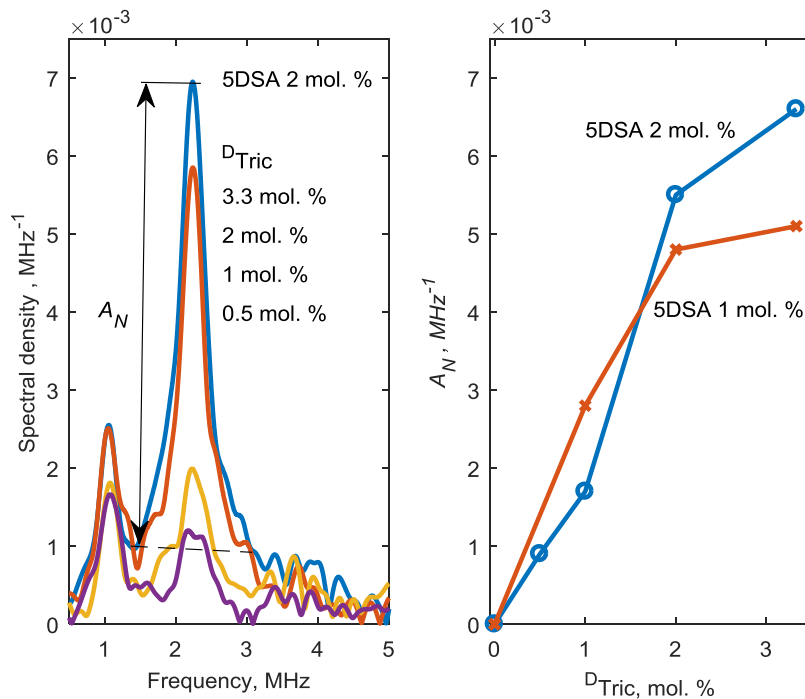 ×10⁻³
7
6
5
4
3
2
1
0
1 2 3 4 5
Spectral density , MHz⁻¹
Frequency, MHz
5DSA 2 mol. %
ᴰTric
3.3 mol. %
2 mol. %
1 mol. %
0.5 mol. %
A_N
×10⁻³
7
6
5
4
3
2
1
0
0 1 2 3
A_N , MHz⁻¹
ᴰTric, mol. %
5DSA 2 mol. %
5DSA 1 mol. %